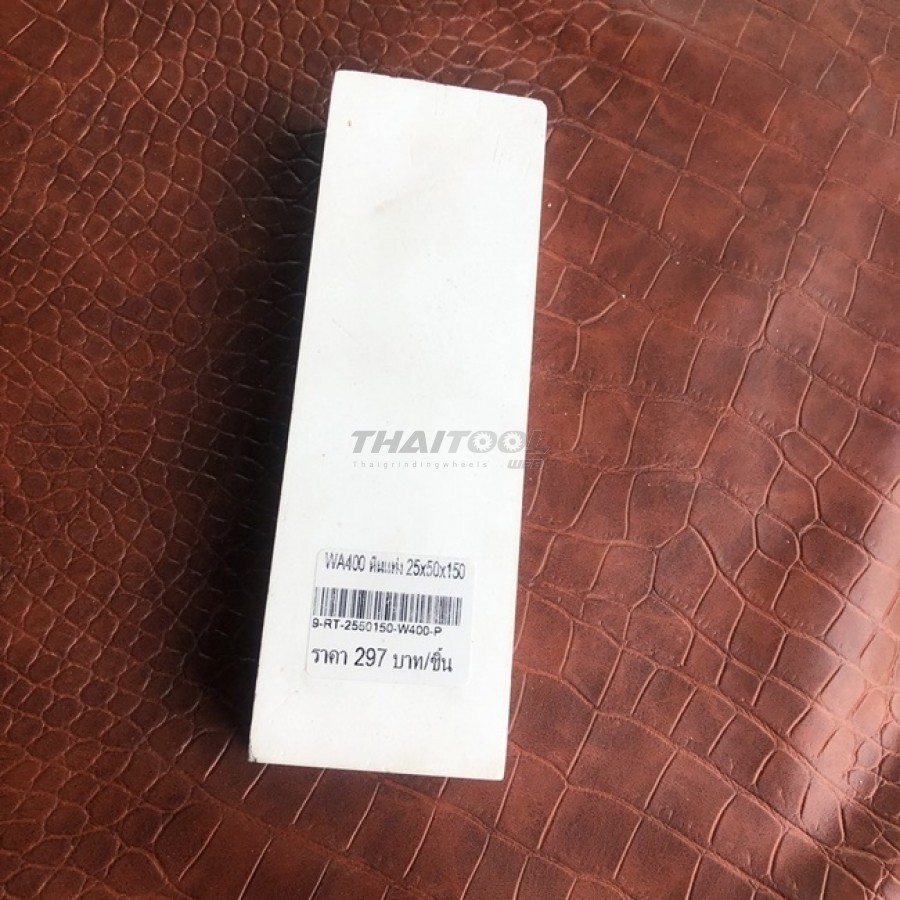 THAITOOL
Thaigrindingwheels WEB
WA400 หินแท่ง 25x50x150
9-RT-2550150-W400-P
ราคา 297 บาท/ชิ้น